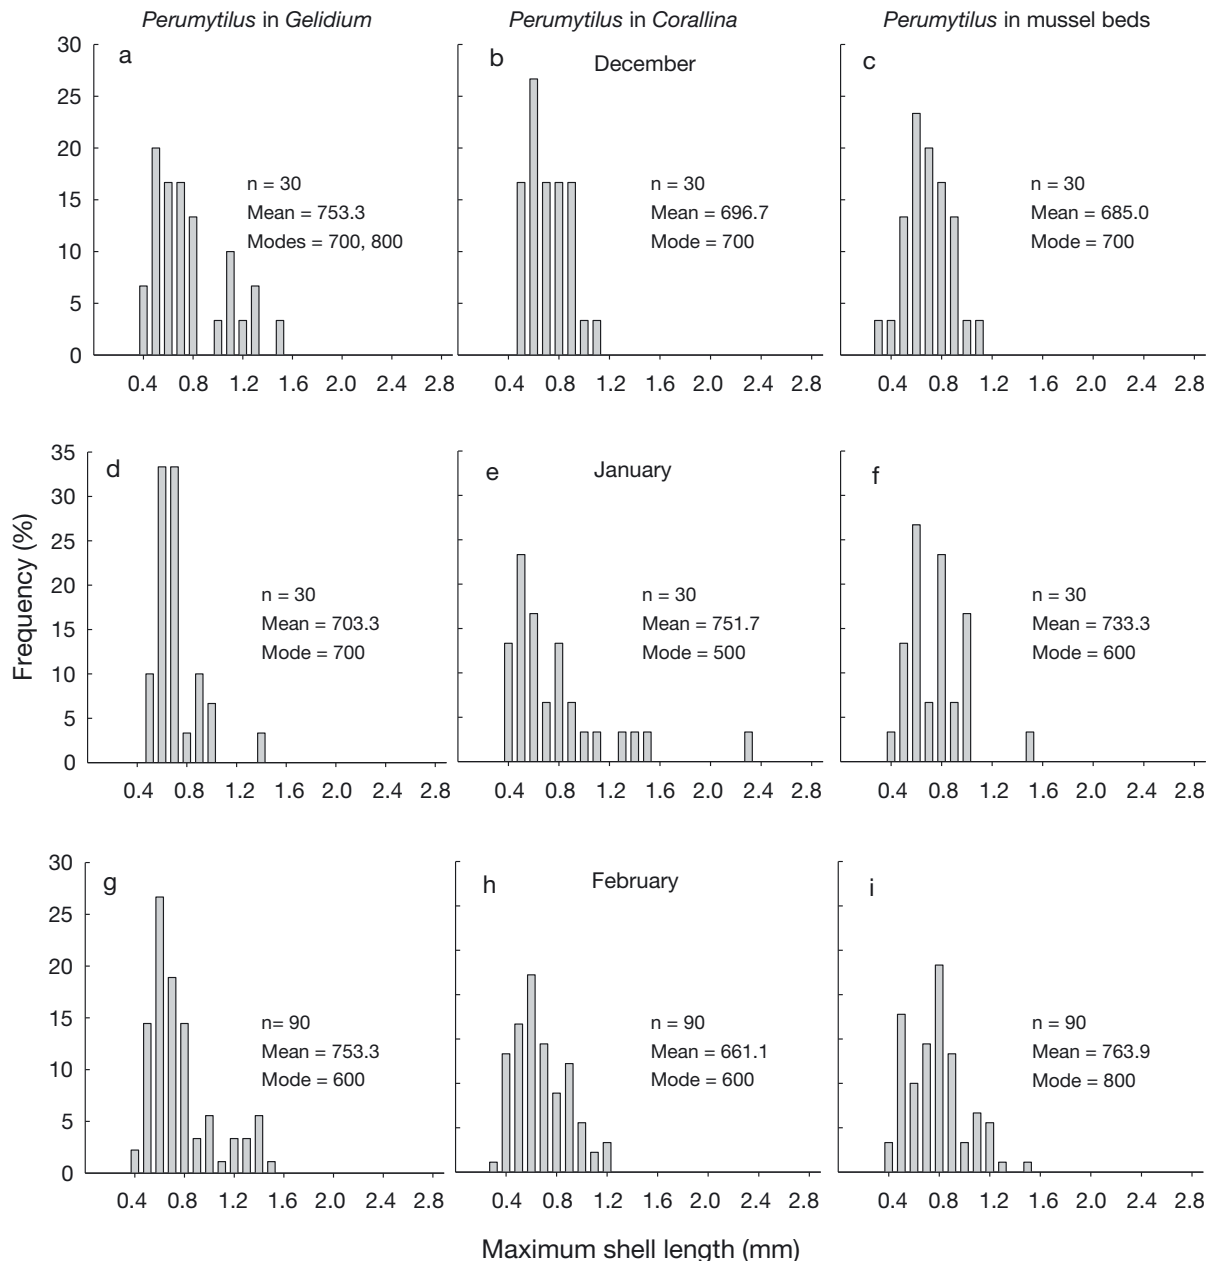 Perumytilus in Gelidium
Perumytilus in Corallina
Perumytilus in mussel beds
30
25
20
15
10
5
0
a
n = 30
Mean = 753.3
Modes = 700, 800
0.4 0.8 1.2 1.6 2.0 2.4 2.8
b
December
n = 30
Mean = 696.7
Mode = 700
0.4 0.8 1.2 1.6 2.0 2.4 2.8
c
n = 30
Mean = 685.0
Mode = 700
0.4 0.8 1.2 1.6 2.0 2.4 2.8
Frequency (%)
35
30
25
20
15
10
5
0
d
n = 30
Mean = 703.3
Mode = 700
0.4 0.8 1.2 1.6 2.0 2.4 2.8
e
January
n = 30
Mean = 751.7
Mode = 500
0.4 0.8 1.2 1.6 2.0 2.4 2.8
f
n = 30
Mean = 733.3
Mode = 600
0.4 0.8 1.2 1.6 2.0 2.4 2.8
30
25
20
15
10
5
0
g
n= 90
Mean = 753.3
Mode = 600
0.4 0.8 1.2 1.6 2.0 2.4 2.8
h
February
n = 90
Mean = 661.1
Mode = 600
0.4 0.8 1.2 1.6 2.0 2.4 2.8
i
n = 90
Mean = 763.9
Mode = 800
0.4 0.8 1.2 1.6 2.0 2.4 2.8
Maximum shell length (mm)